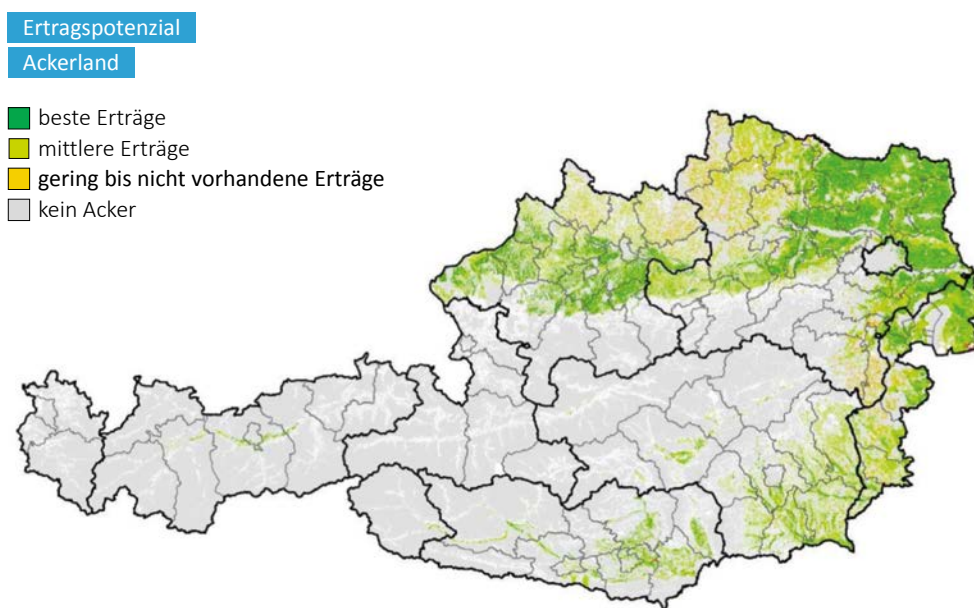 Ertragspotenzial
Ackerland
beste Erträge
mittlere Erträge
gering bis nicht vorhandene Erträge
kein Acker